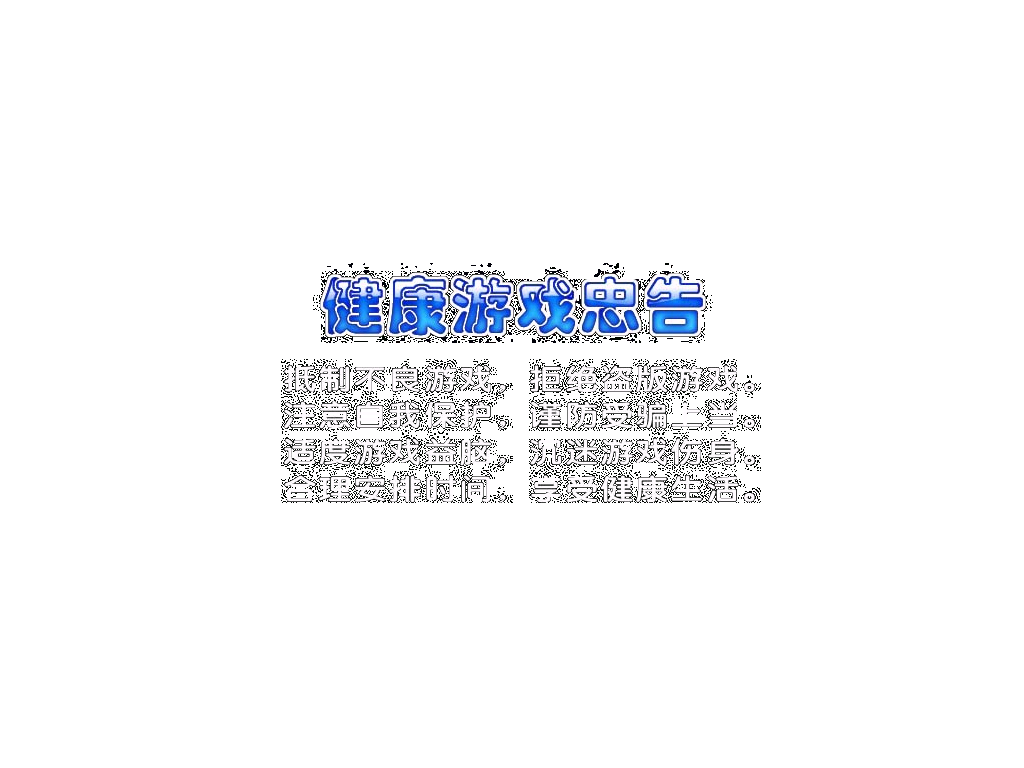 健康游戏忠告
抵制不良游戏，拒绝盗版游戏。
注意自我保护，谨防受骗上当。
适度游戏益脑，沉迷游戏伤身。
合理安排时间，享受健康生活。